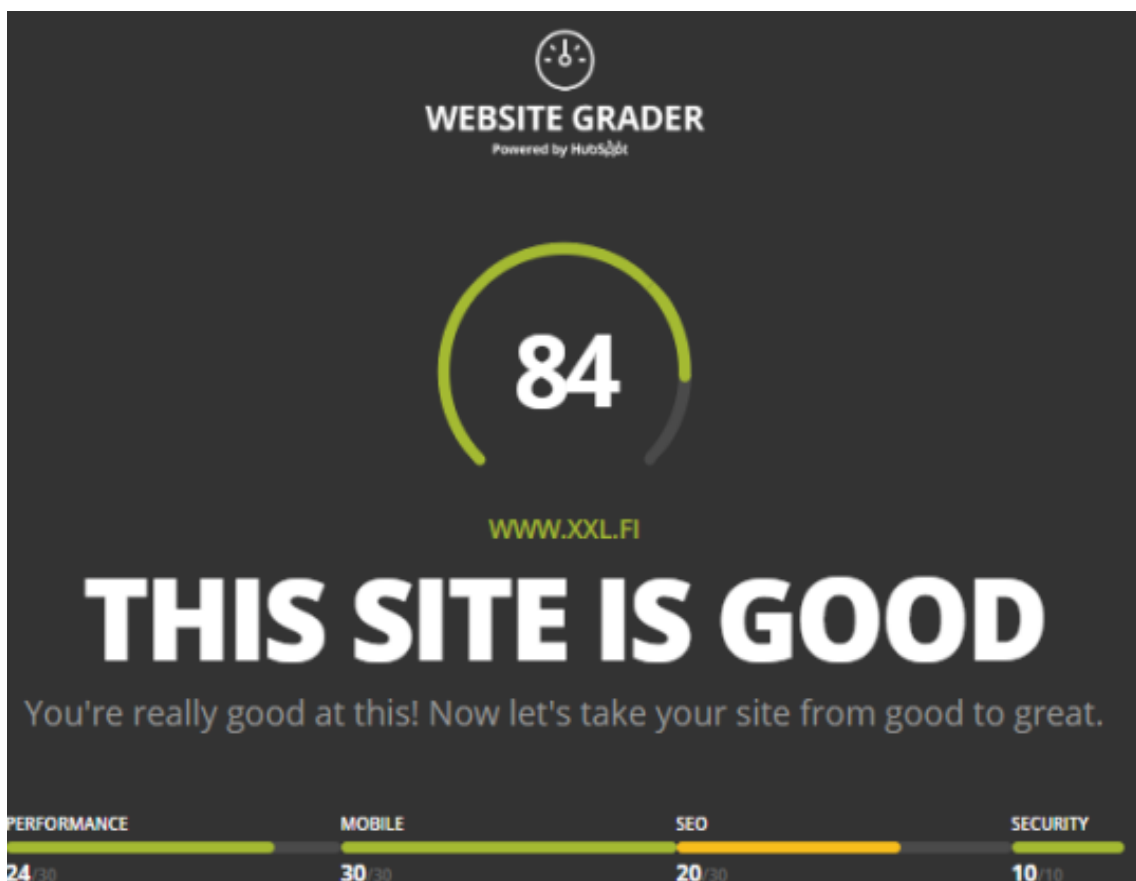 WEBSITE GRADER
Powered by HubSpot
84
WWW.XXL.FI
THIS SITE IS GOOD
You're really good at this! Now let's take your site from good to great.
PERFORMANCE MOBILE SEO SECURITY
24/30 30/30 20/30 10/10